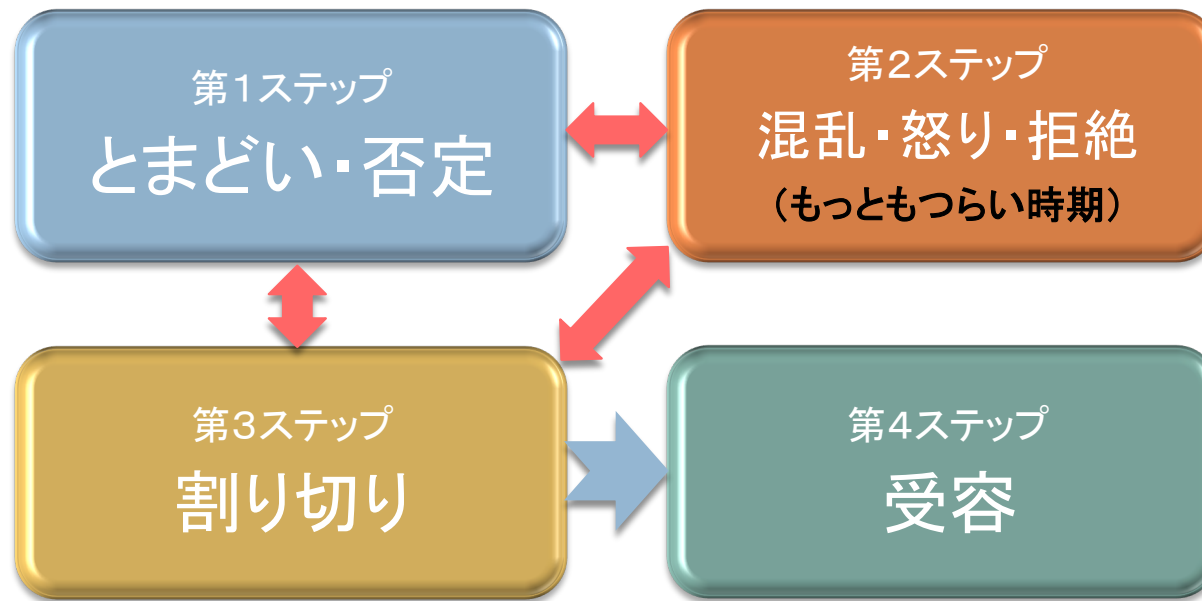 第１ステップ
とまどい・否定
第２ステップ
混乱・怒り・拒絶
（もっともつらい時期）
第３ステップ
割り切り
第４ステップ
受容